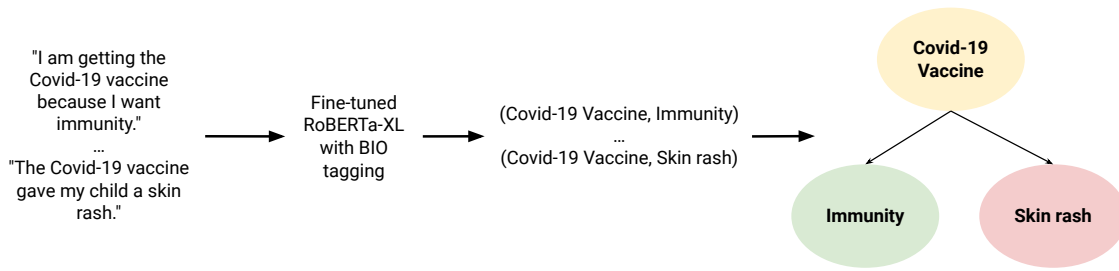 "I am getting the
Covid-19 vaccine
because I want
immunity."
...
"The Covid-19 vaccine
gave my child a skin
rash."
Fine-tuned
RoBERTa-XL
with BIO
tagging
(Covid-19 Vaccine, Immunity)
...
(Covid-19 Vaccine, Skin rash)
Covid-19
Vaccine
Immunity
Skin rash